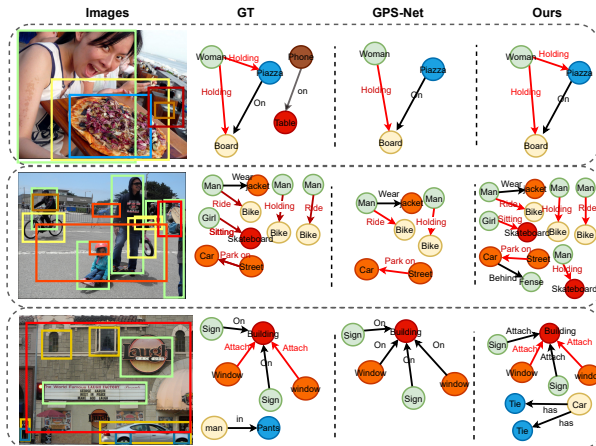 Images GT GPS-Net Ours
Woman Holding Piazza Phone
Holding On on
Board Table
Woman Piazza
Holding On
Board
Woman Holding Piazza
Holding On
Board
Man Wear Jacket Man Man
Ride Bike Holding Ride
Girl Sitting Skateboard Bike Bike
Car Park on Street
Man Wear Jacket Man
Ride Bike Holding
Bike
Car Park on Street
Man Wear Jacket Man Man
Ride Bike Holding Ride
Girl Sitting Skateboard Bike Bike
Car Park on Street Man
Behind Fense Holding
Skateboard
Laugh
Sign On Building
Attach Attach
Window On window
Sign
man in Pants
Sign On Building
On On on
Window window
Sign
Sign Attach Building
Attach Attach Attach
Window window
Sign
Tie has Car
Tie has